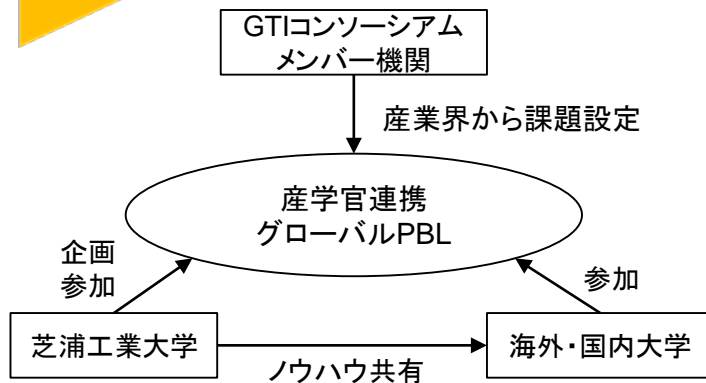 GTIコンソーシアム
メンバー機関
産業界から課題設定
産学官連携
グローバルPBL
企画
参加
参加
芝浦工業大学
海外・国内大学
ノウハウ共有